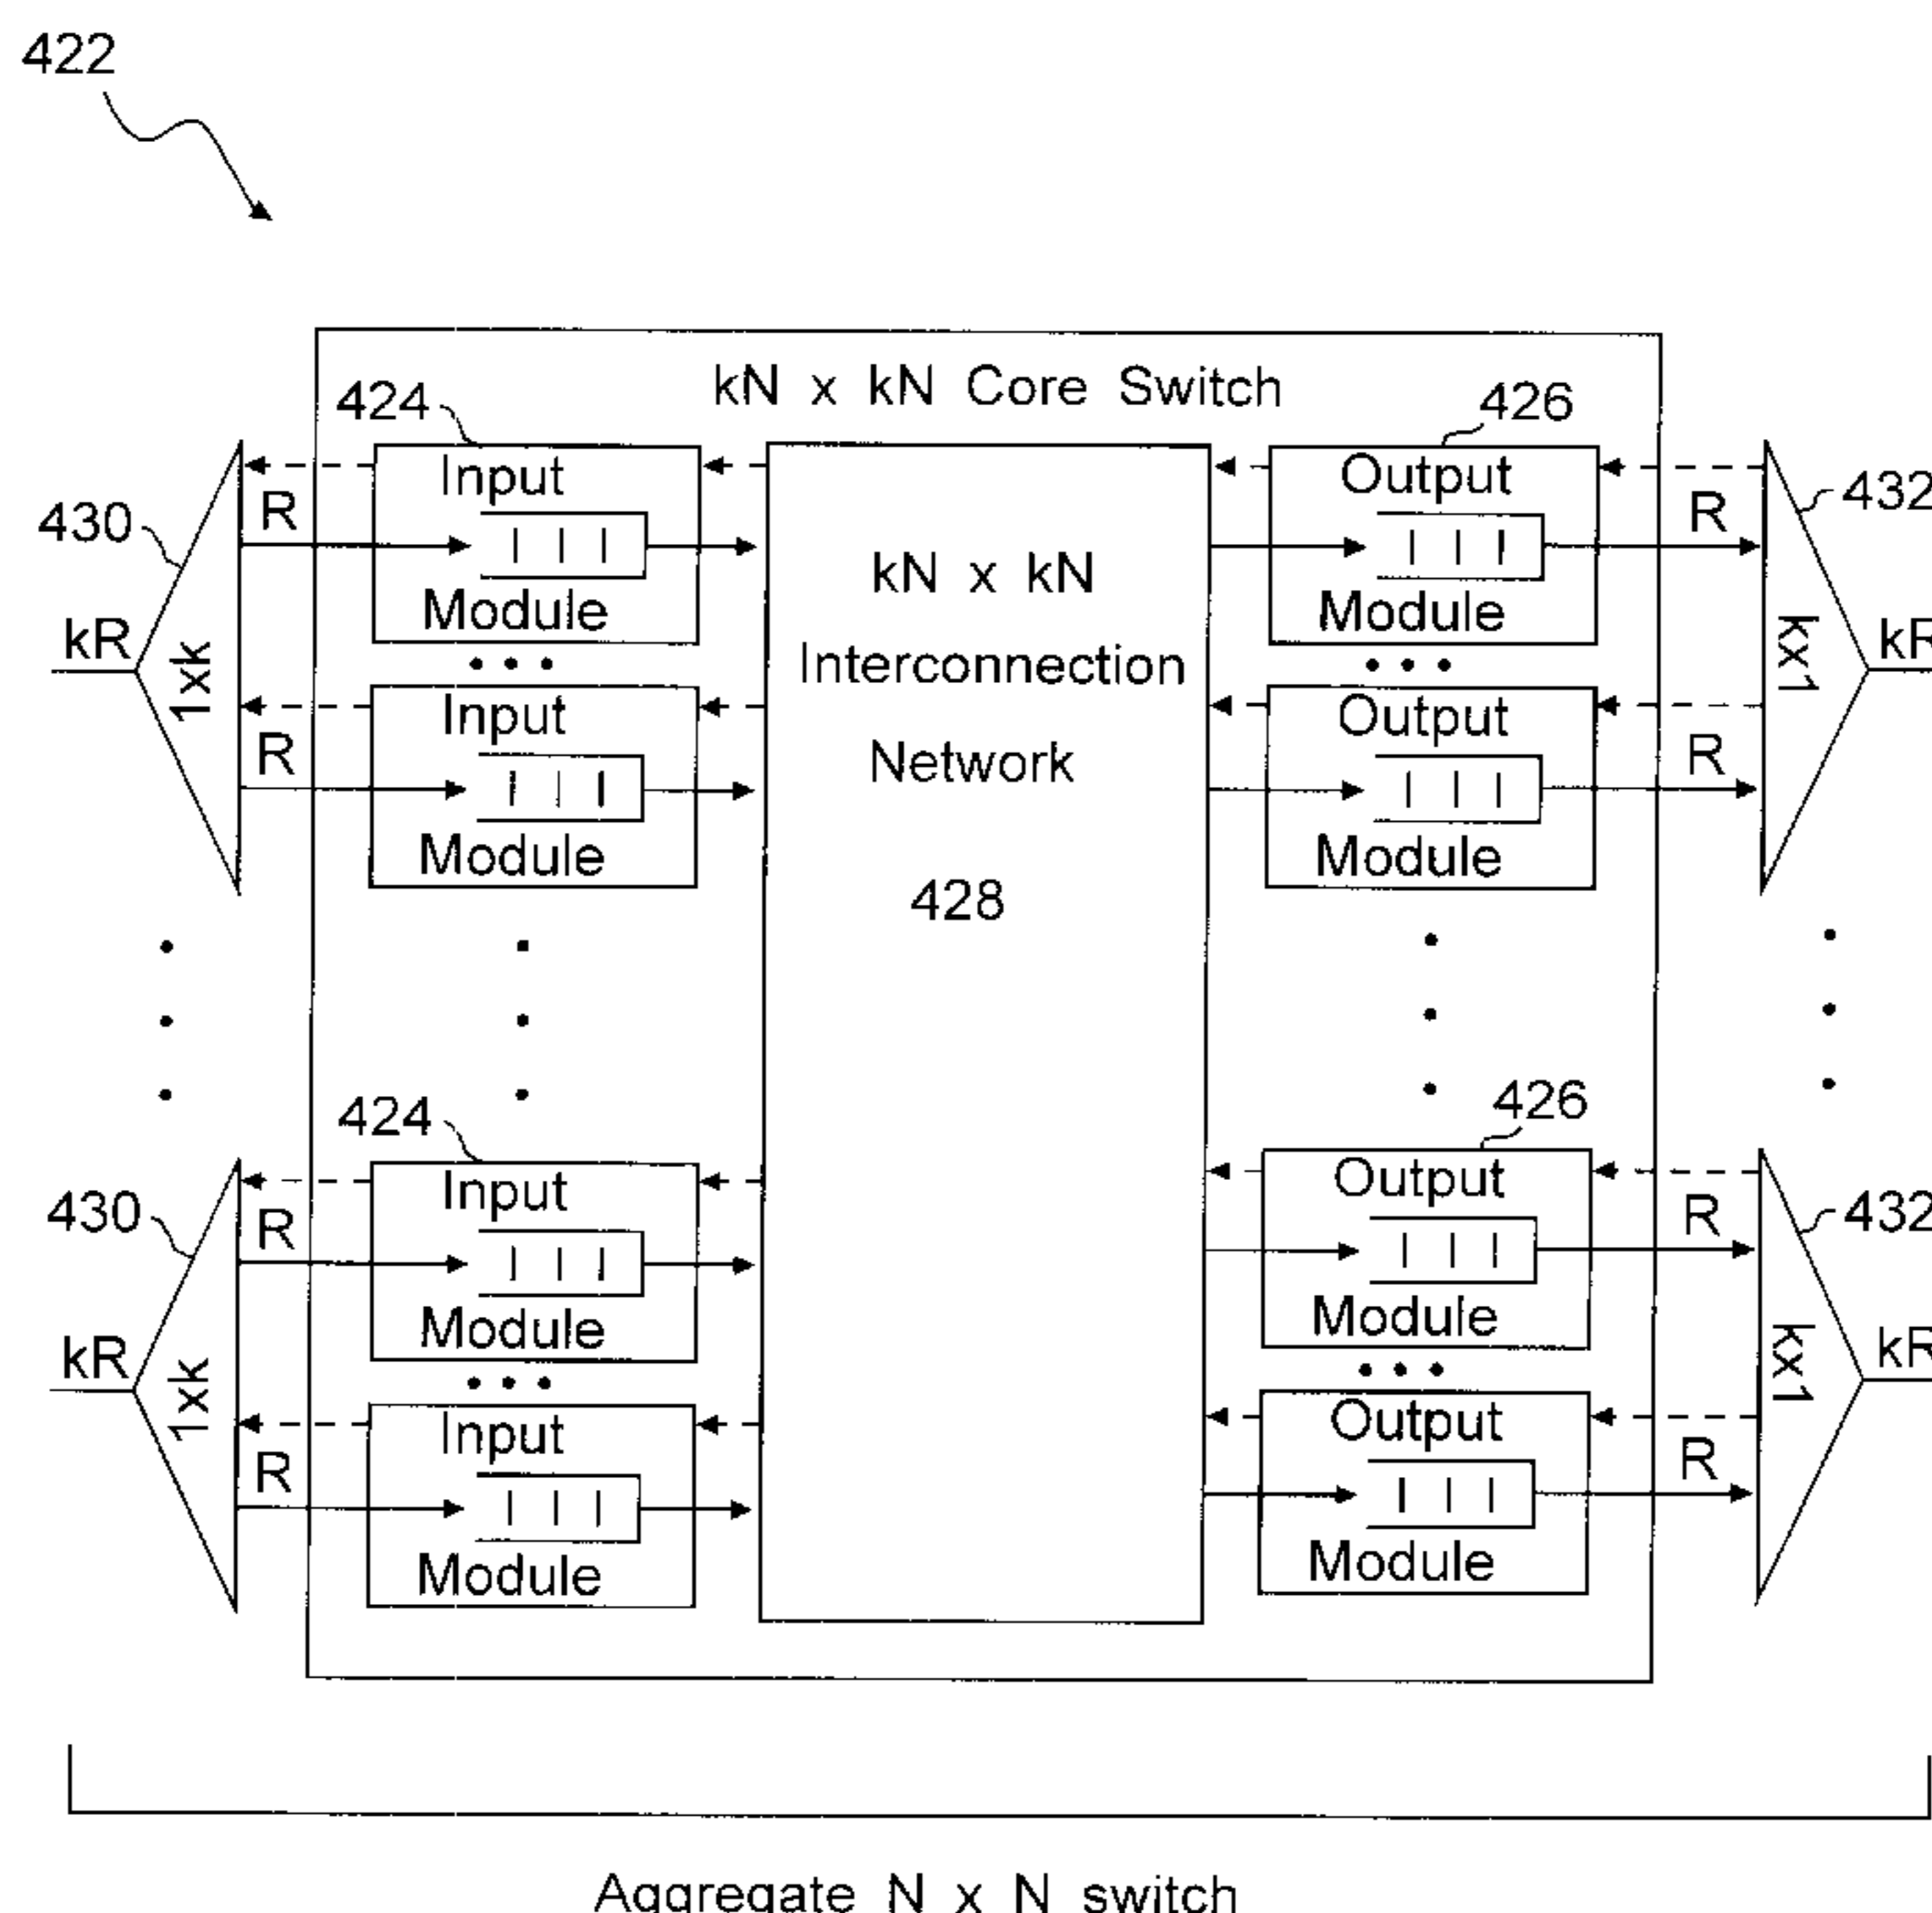 422
kN x kN Core Switch
424
426
Input
Output
R
R
430
432
kN x kN
Module
Module
kR
1xk
Interconnection
kx1
kR
Input
Output
R
Network
R
Module
Module
428
424
426
Input
Output
430
R
R
432
Module
Module
kR
1xk
kx1
kR
Input
Output
R
R
Module
Module
Aggregate N x N switch